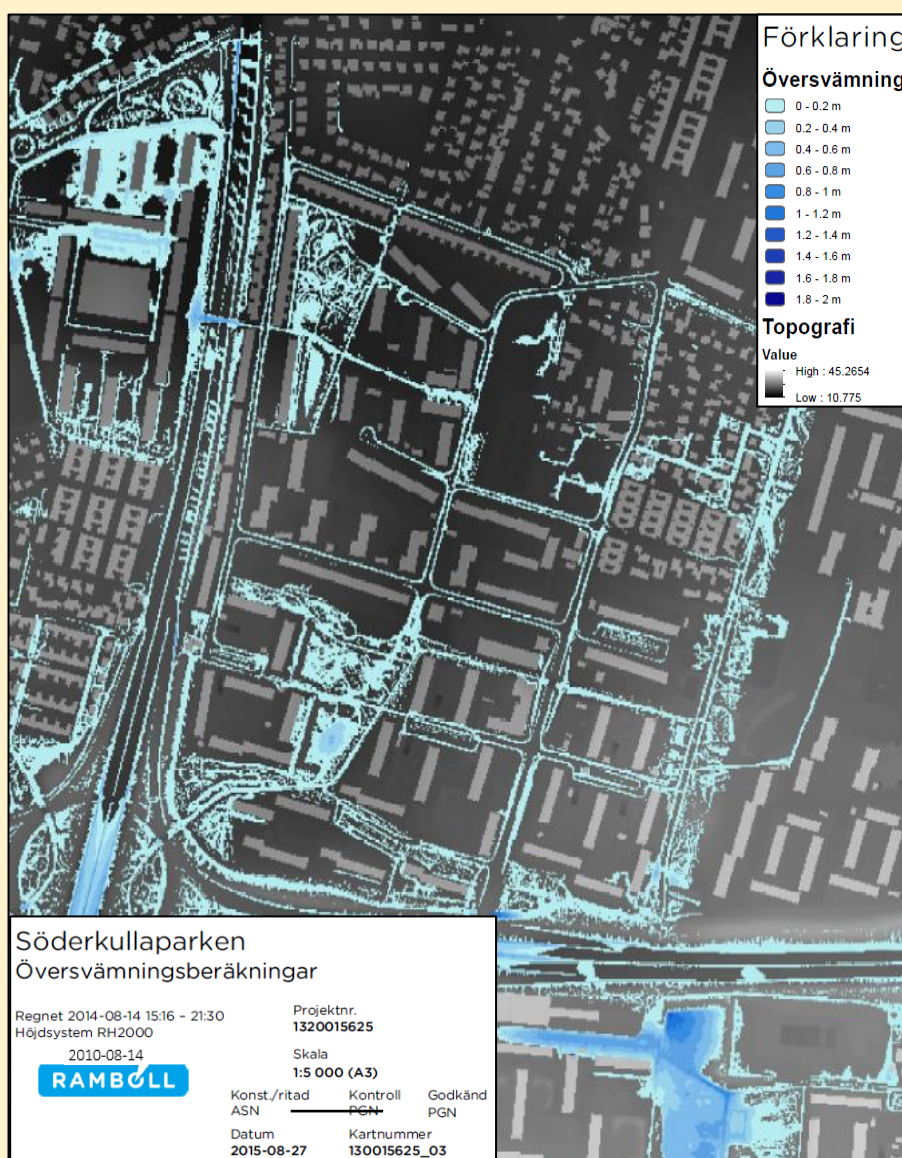 Förklaring
Översvämning
0 - 0.2 m
0.2 - 0.4 m
0.4 - 0.6 m
0.6 - 0.8 m
0.8 - 1 m
1 - 1.2 m
1.2 - 1.4 m
1.4 - 1.6 m
1.6 - 1.8 m
1.8 - 2 m
Topografi
Value
High : 45.2654
Low : 10.775
Söderkullaparken
Översvämningsberäkningar
Regnet 2014-08-14 15:16 – 21:30
Höjdsystem RH2000
2010-08-14
RAMBOLL
Projektnr.
1320015625
Skala
1:5 000 (A3)
Konst./ritad Kontroll Godkänd
ASN PGN PGN
Datum Kartnummer
2015-08-27 130015625_03